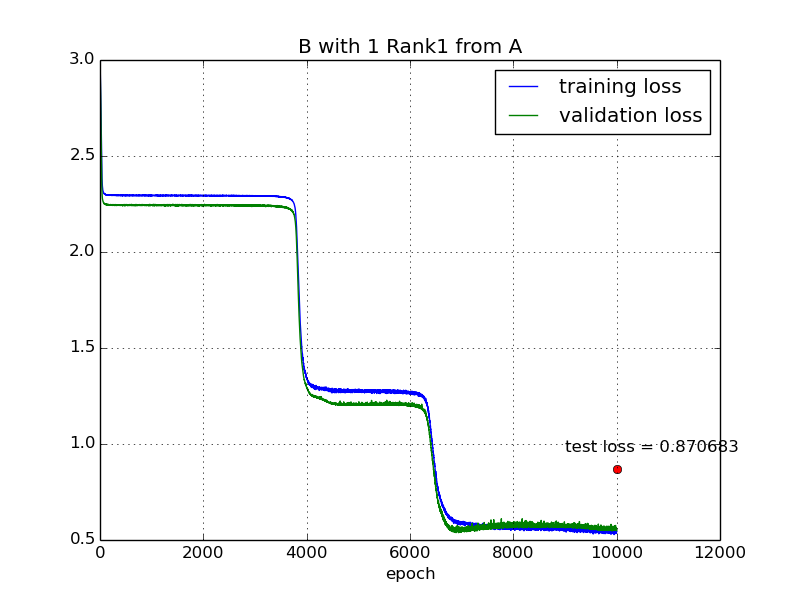 B with 1 Rank1 from A
training loss
validation loss
3.0
2.5
2.0
1.5
1.0
0.5
test loss = 0.870683
0 2000 4000 6000 8000 10000 12000
epoch